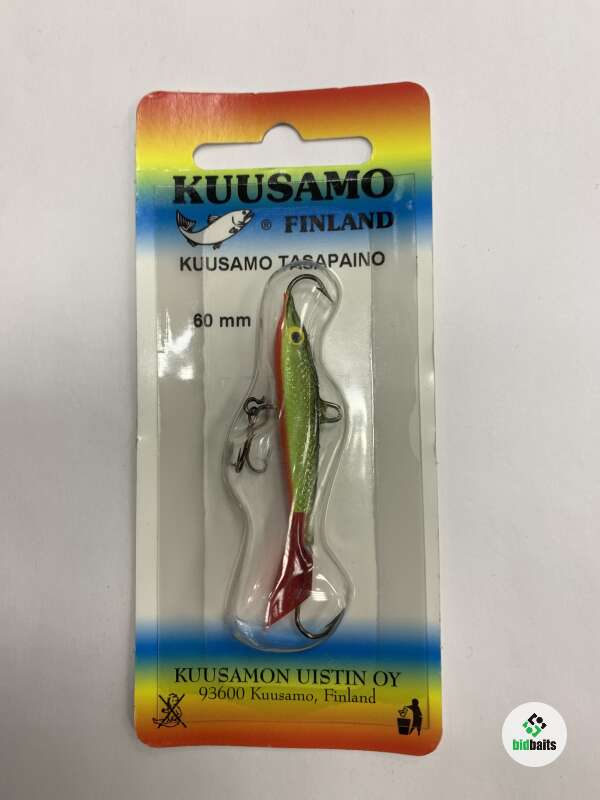 KUUSAMO
® FINLAND
KUUSAMO TASAPAINO
60 mm
KUUSAMON UISTIN OY
93600 Kuusamo, Finland
bidbaits